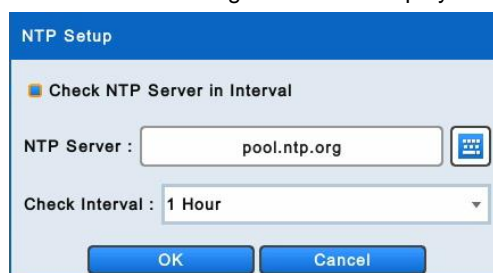 NTP Setup
Check NTP Server in Interval
NTP Server : pool.ntp.org
Check Interval : 1 Hour
OK Cancel